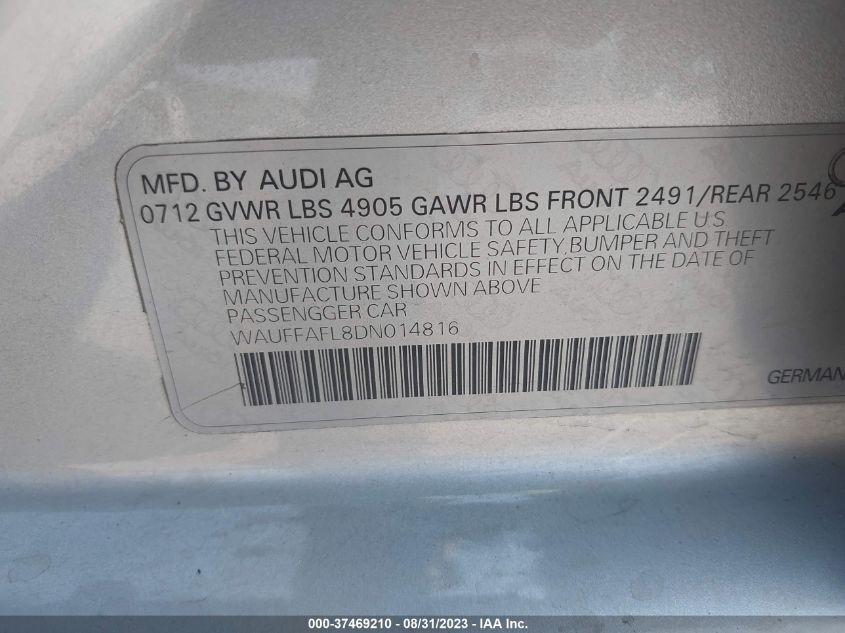 MFD. BY AUDI AG
0712 GVWR LBS 4905 GAWR LBS FRONT 2491/REAR 2546
THIS VEHICLE CONFORMS TO ALL APPLICABLE U.S.
FEDERAL MOTOR VEHICLE SAFETY, BUMPER AND THEFT
PREVENTION STANDARDS IN EFFECT ON THE DATE OF
MANUFACTURE SHOWN ABOVE
PASSENGGER CAR
WAUFFAFL8DN014816
GERMAN
000-37469210 - 08/31/2023 - IAA Inc.